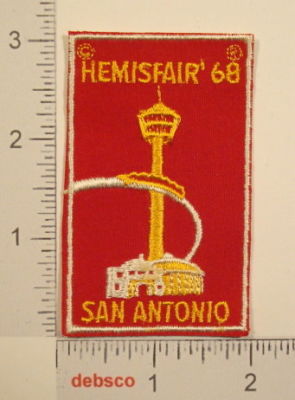 © ®
HEMISFAIR' 68
SAN ANTONIO
3
2
1
debsco 1 2